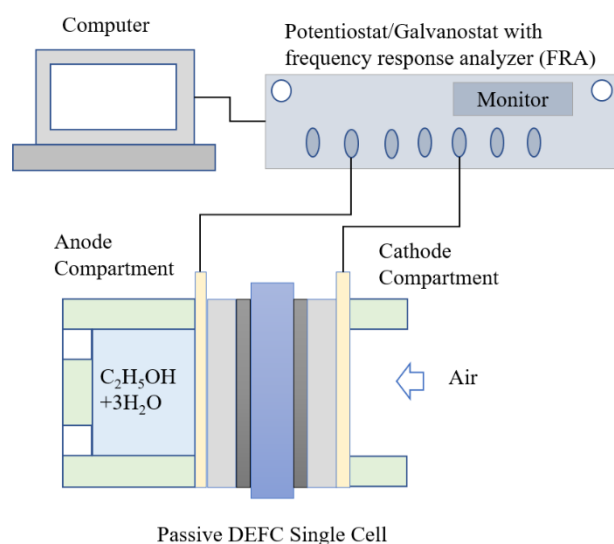 Computer
Potentiostat/Galvanostat with
frequency response analyzer (FRA)
Monitor
Anode
Compartment
Cathode
Compartment
C₂H₅OH
+3H₂O
Air
Passive DEFC Single Cell